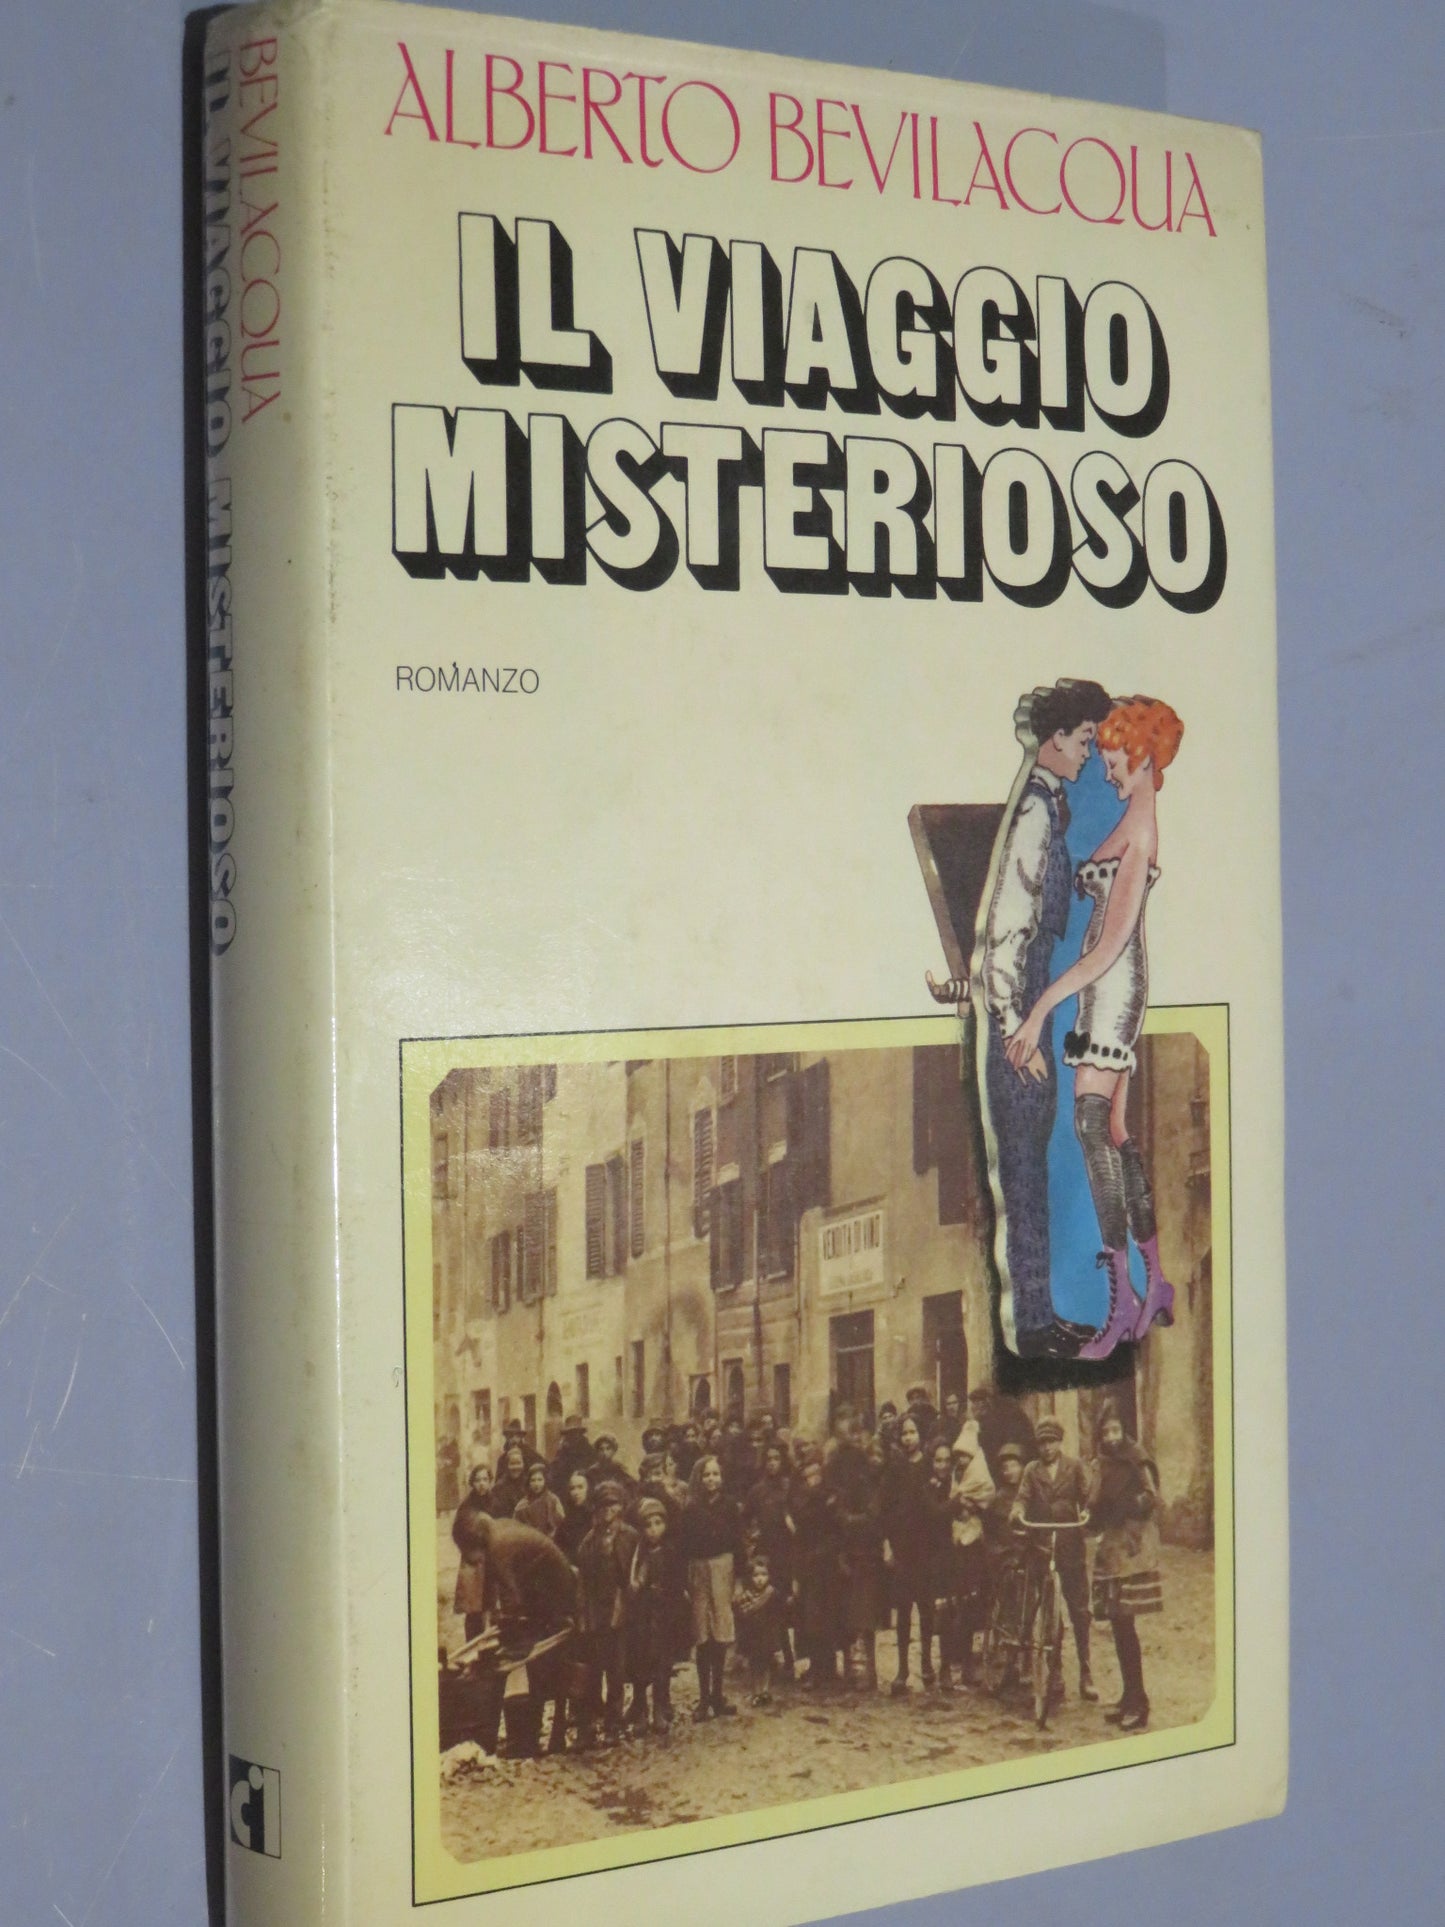 ALBERTO BEVILACQUA
IL VIAGGIO
MISTERIOSO
ROMANZO
VENDITA DI VINO
BEVILACQUA
IL VIAGGIO MISTERIOSO